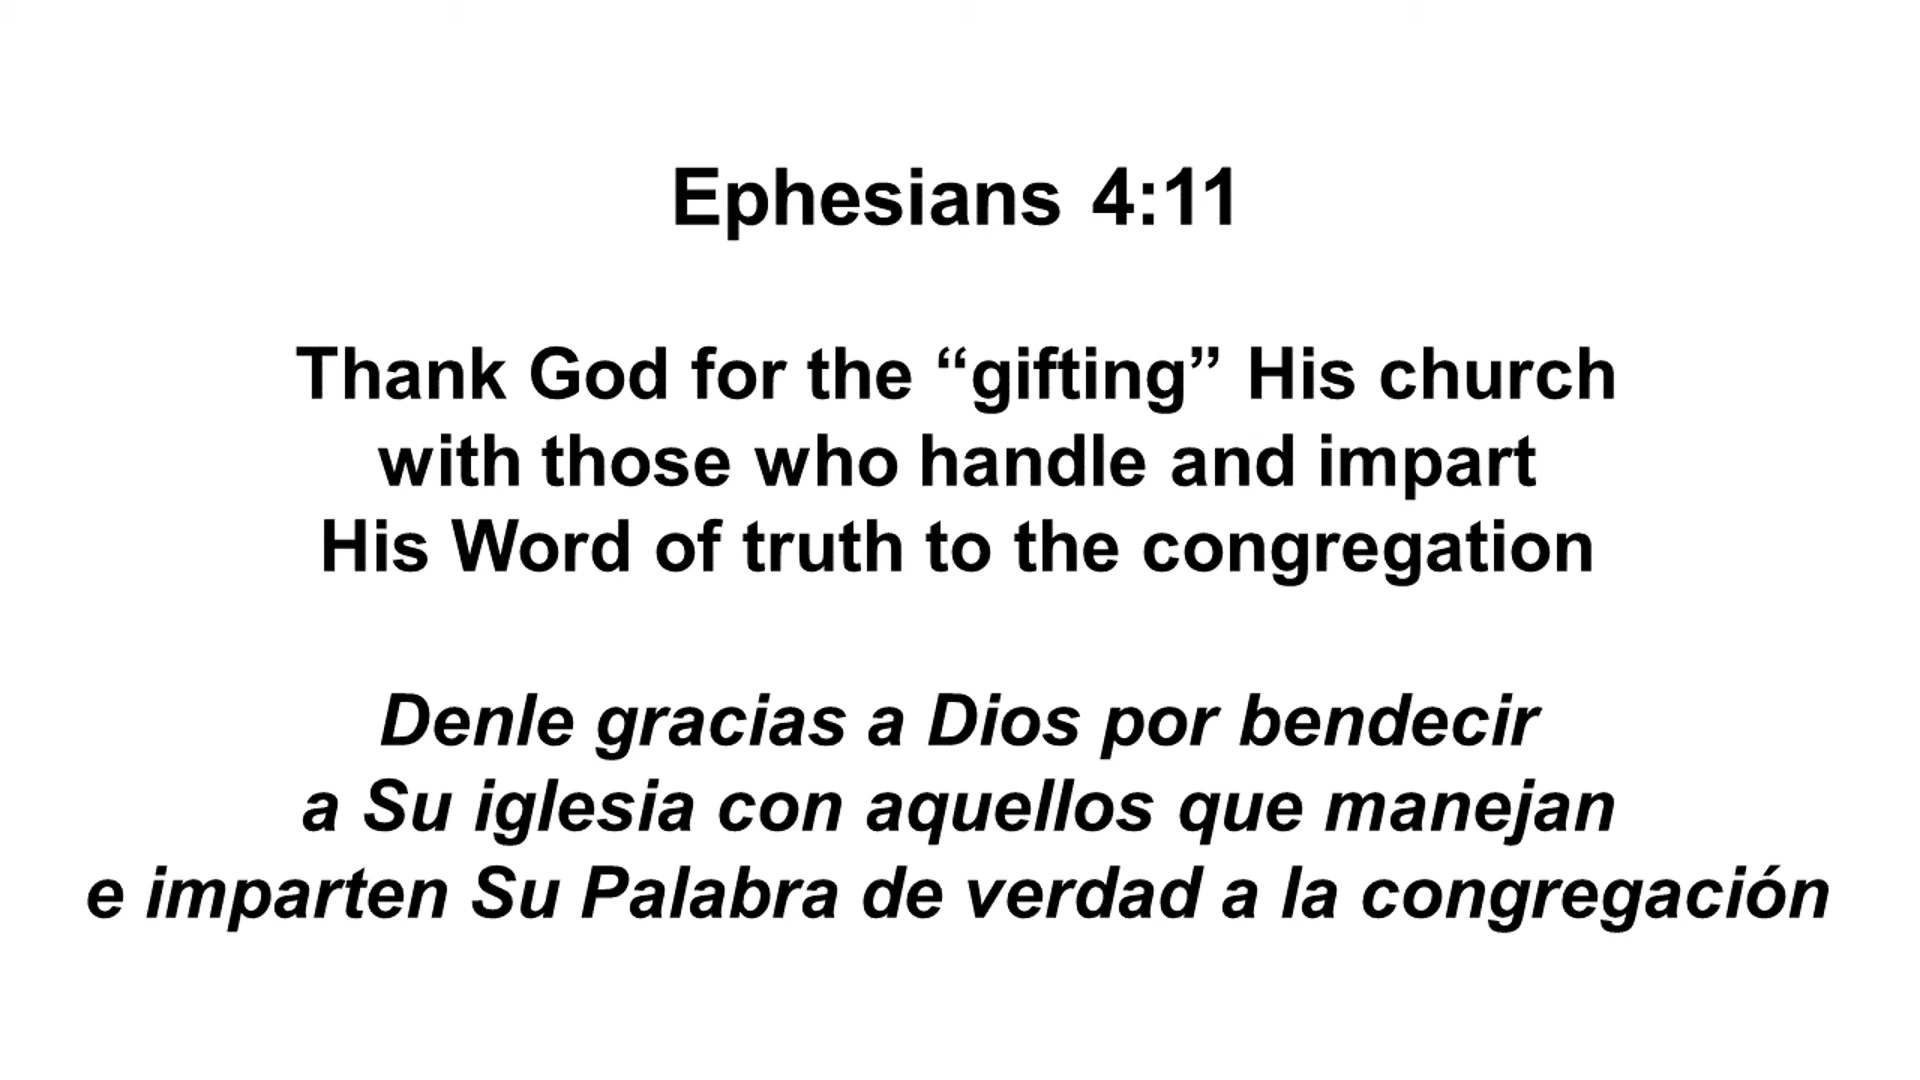 Ephesians 4:11
Thank God for the “gifting” His church
with those who handle and impart
His Word of truth to the congregation
Denle gracias a Dios por bendecir
a Su iglesia con aquellos que manejan
e imparten Su Palabra de verdad a la congregación